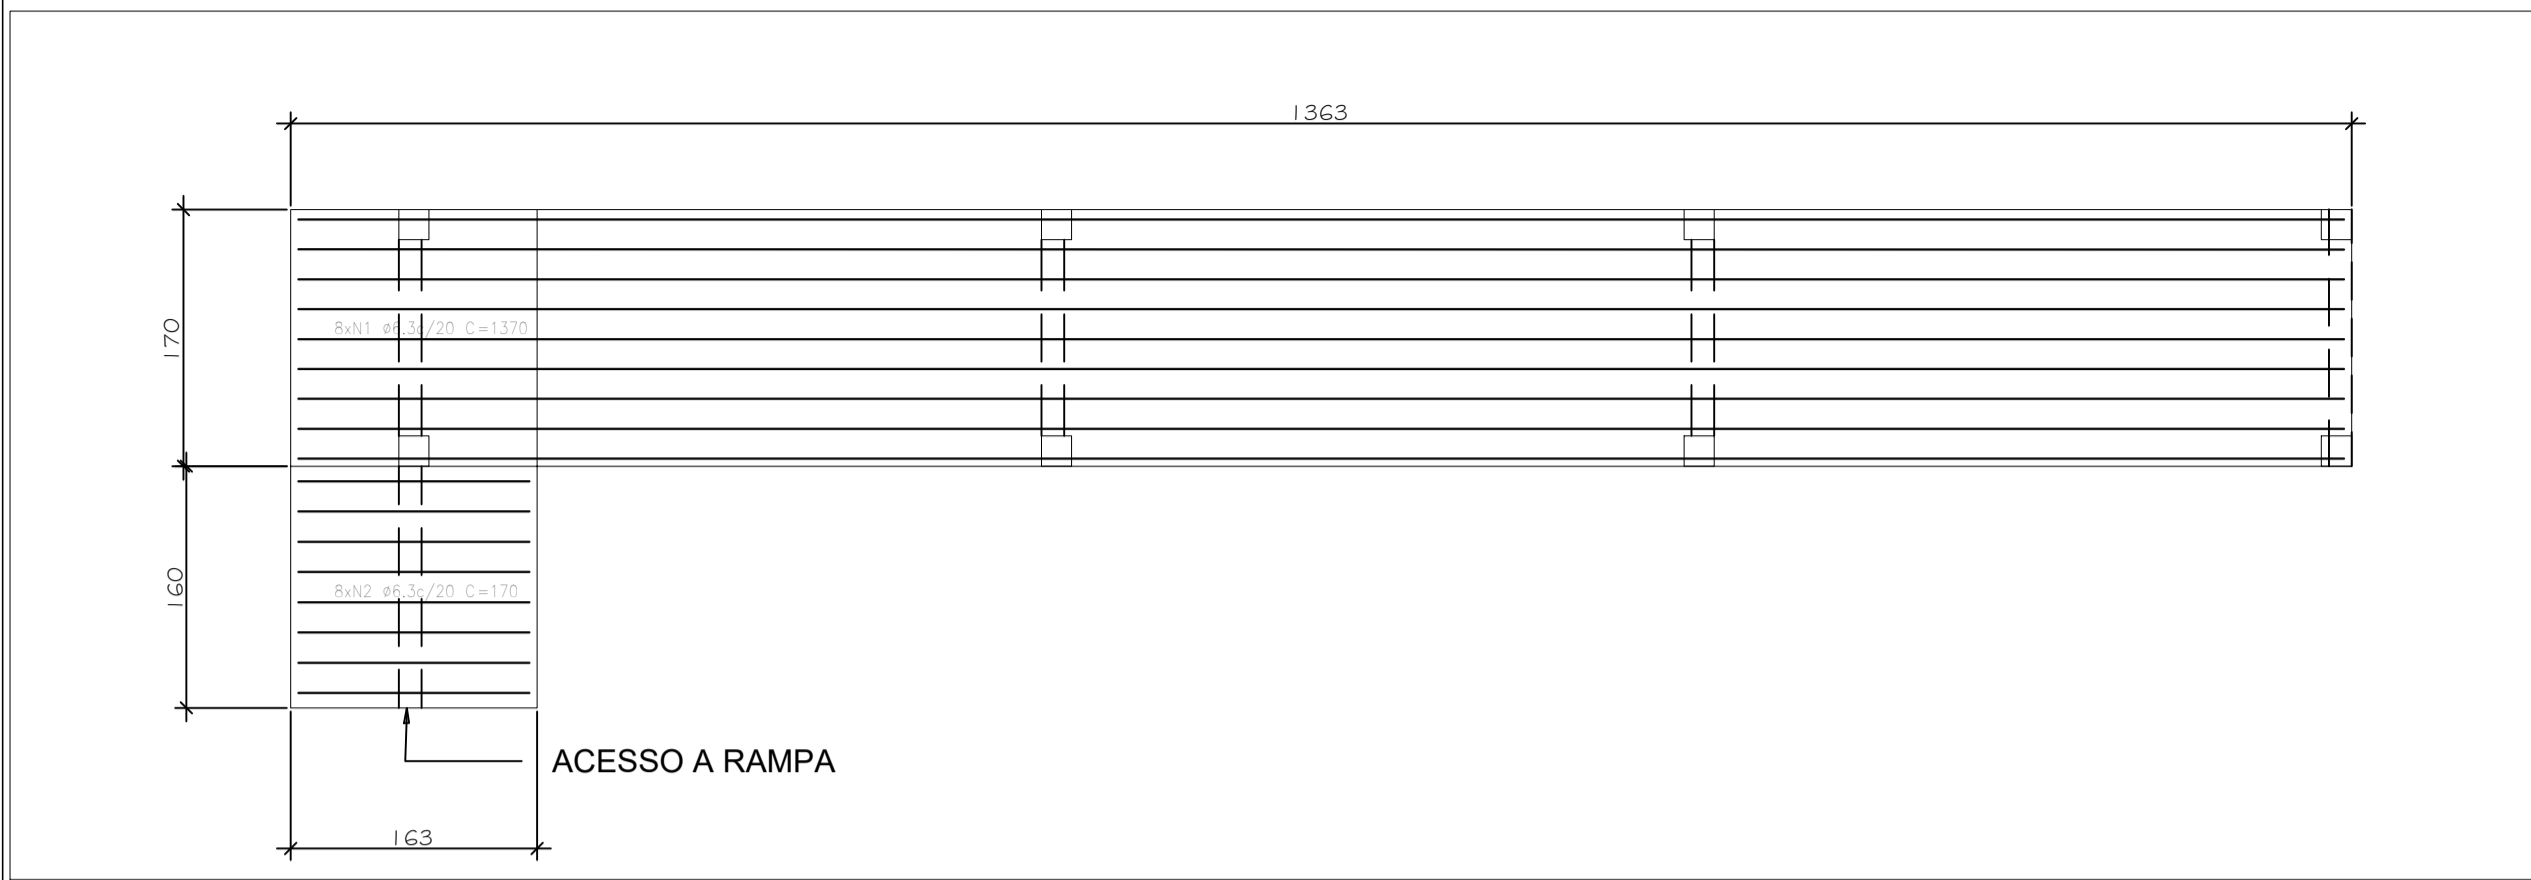 1363
170
8xN1 ø6.3c/20 C=1370
160
8xN2 ø6.3c/20 C=170
ACESSO A RAMPA
163